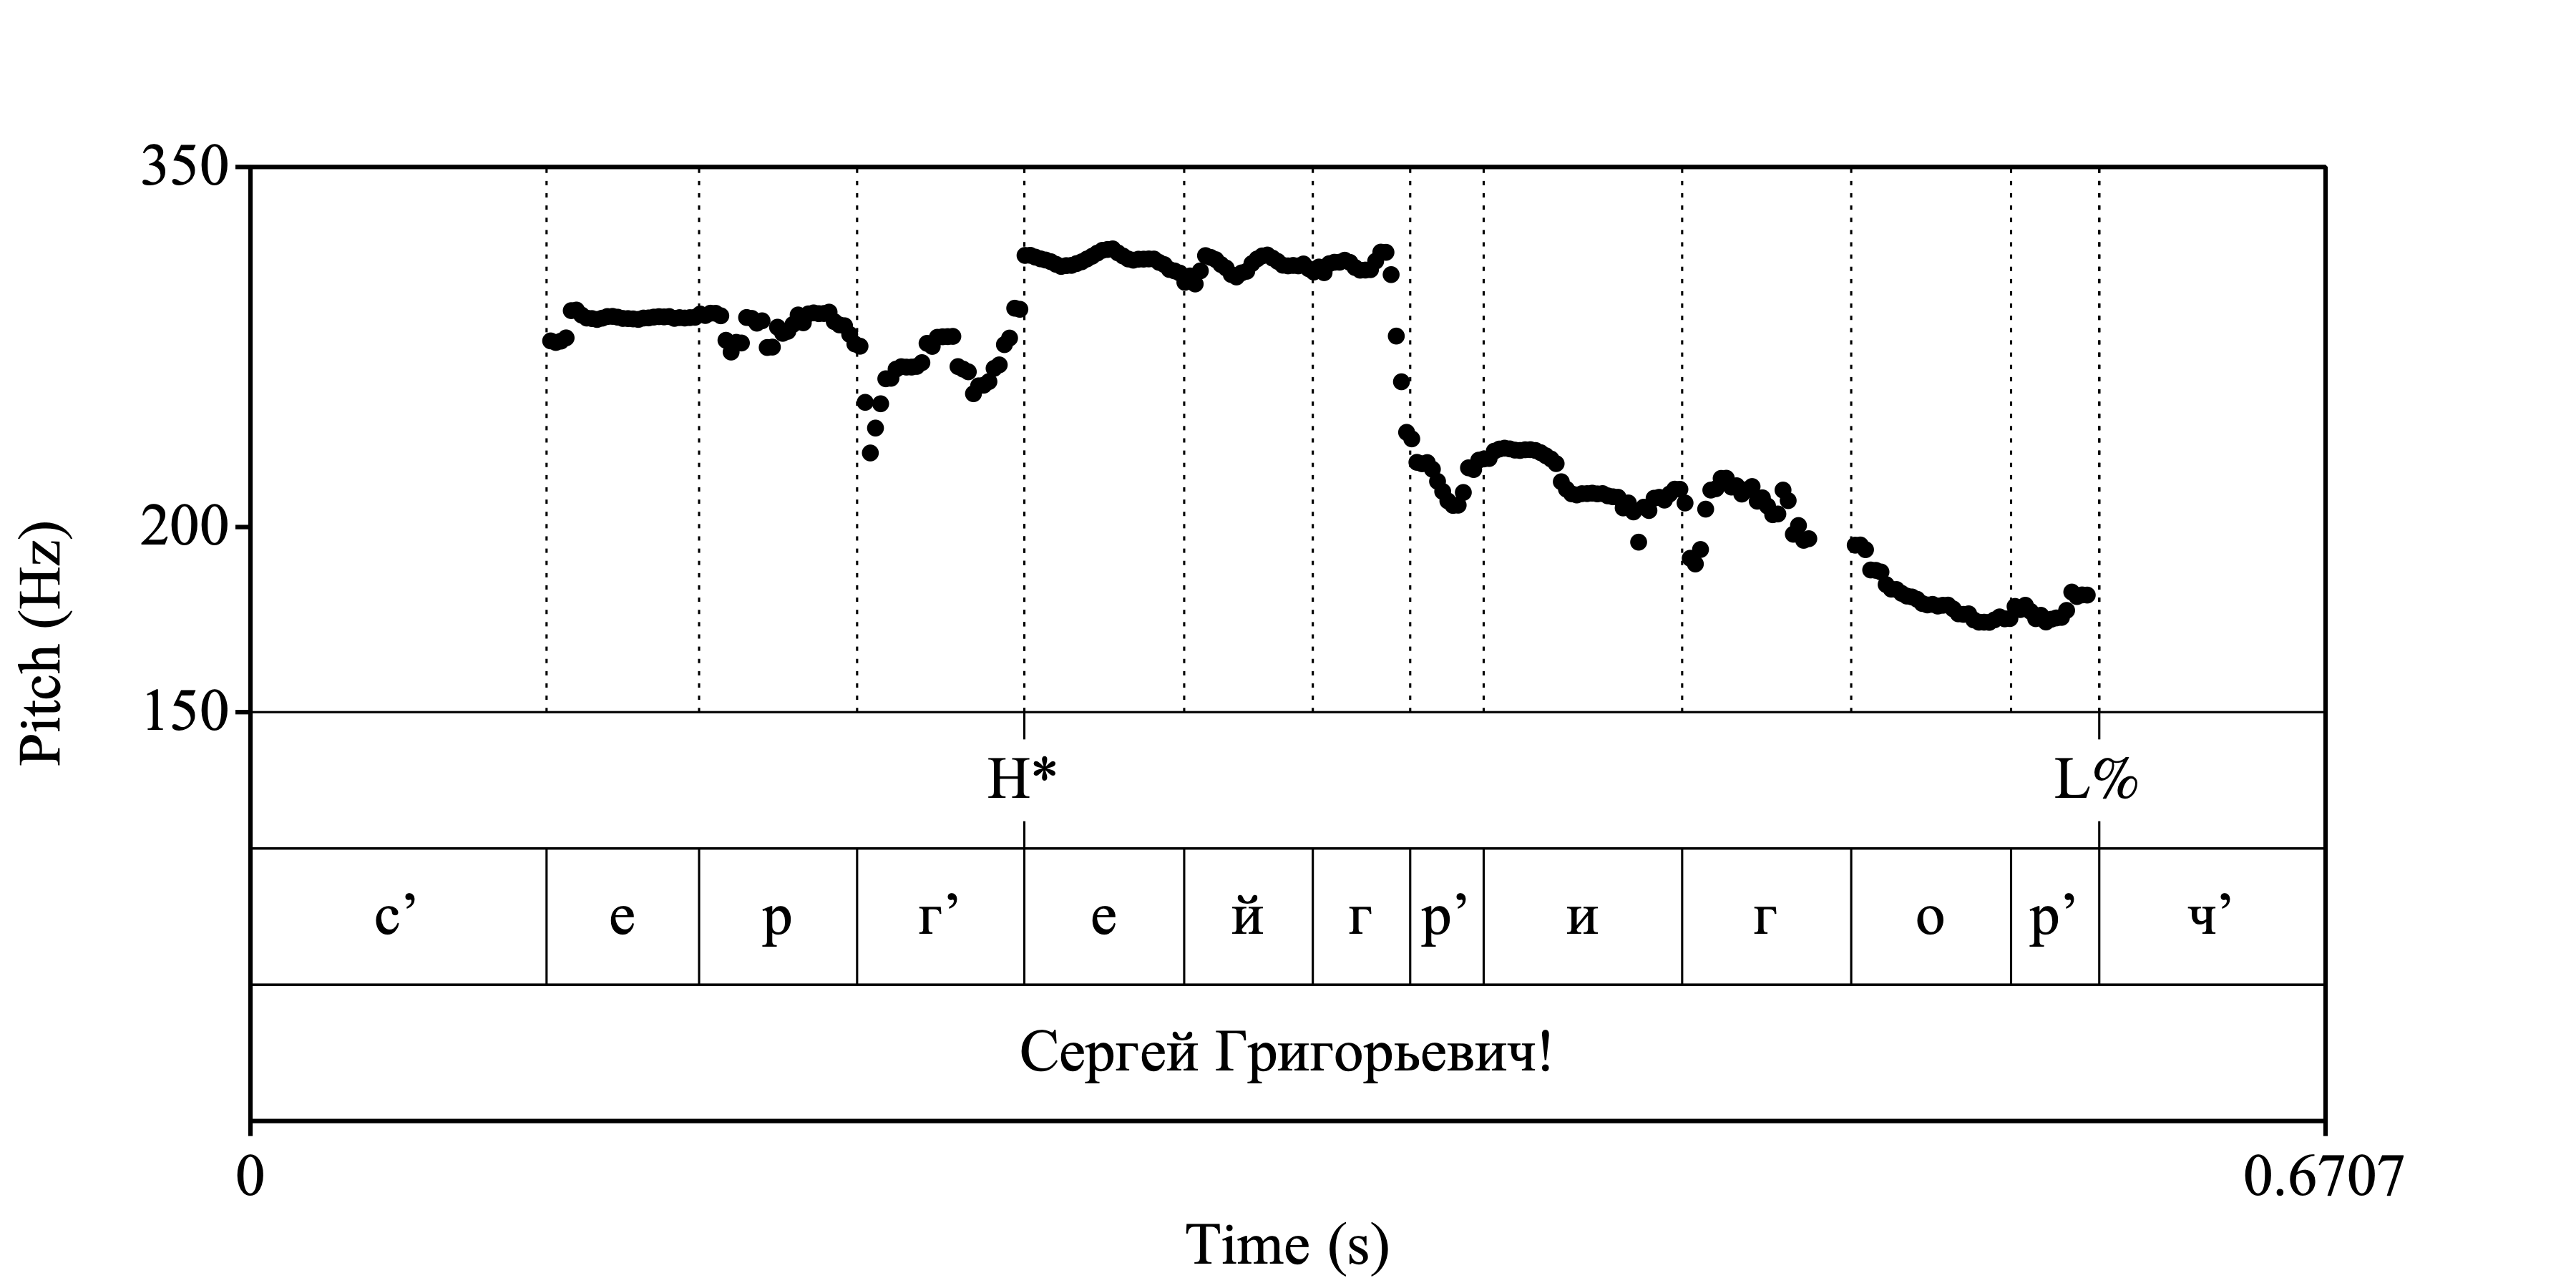 350
200
150
Pitch (Hz)
H* L%
с’ е р г’ е й г р’ и г о р’ ч’
Сергей Григорьевич!
0 0.6707
Time (s)